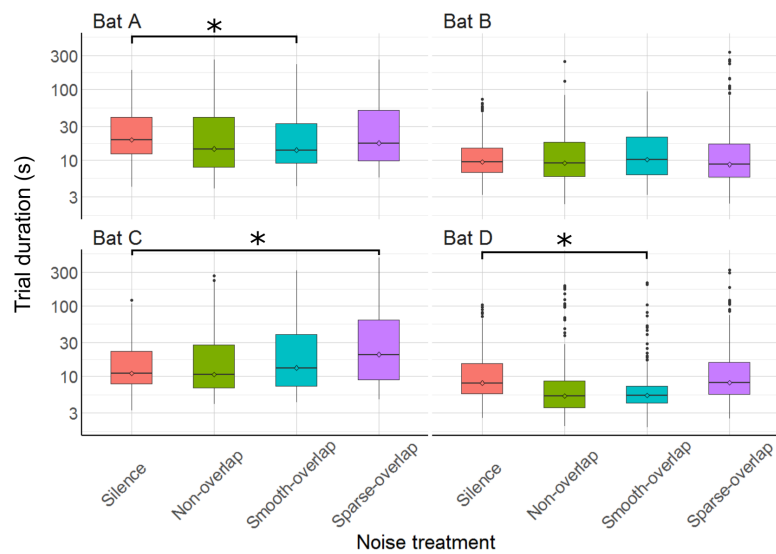 Bat A
Bat B
*
300
100
30
10
3
Trial duration (s)
Bat C
Bat D
*
*
300
100
30
10
3
Silence
Non-overlap
Smooth-overlap
Sparse-overlap
Silence
Non-overlap
Smooth-overlap
Sparse-overlap
Noise treatment